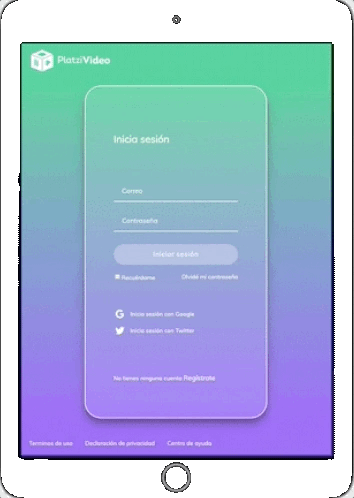 PlatziVideo
Inicia sesión
Correo
Contraseña
Iniciar sesión
Recuérdame Olvidé mi contraseña
Inicia sesión con Google
Inicia sesión con Twitter
No tienes ninguna cuenta Regístrate
Terminos de uso Declaración de privacidad Centro de ayuda